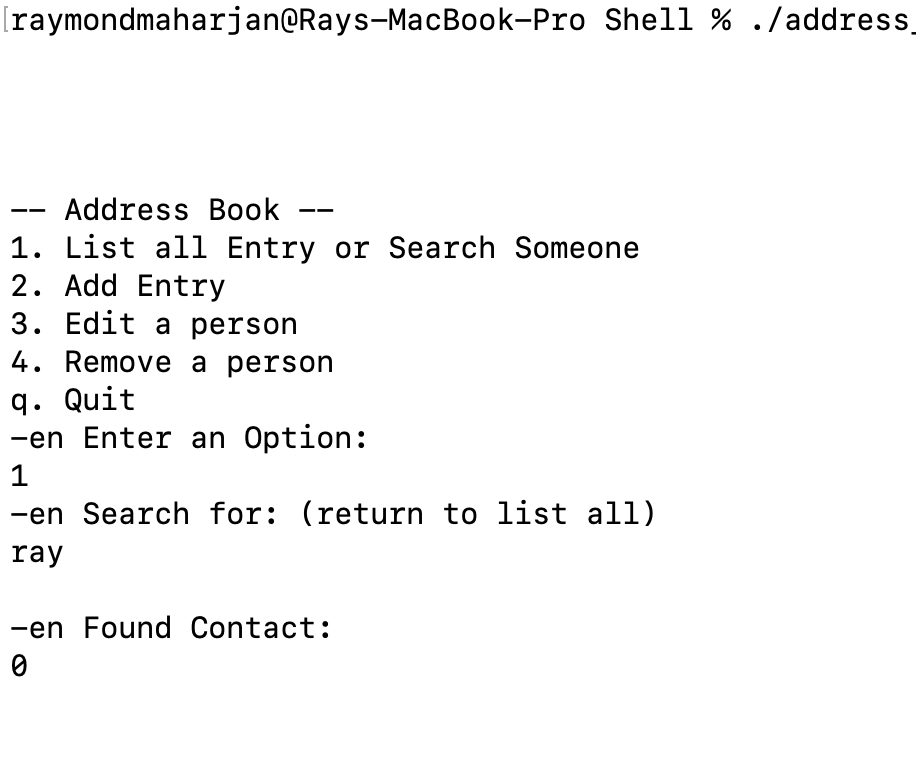 [raymondmaharjan@Rays-MacBook-Pro Shell % ./address_
-- Address Book --
1. List all Entry or Search Someone
2. Add Entry
3. Edit a person
4. Remove a person
q. Quit
-en Enter an Option:
1
-en Search for: (return to list all)
ray
-en Found Contact:
0